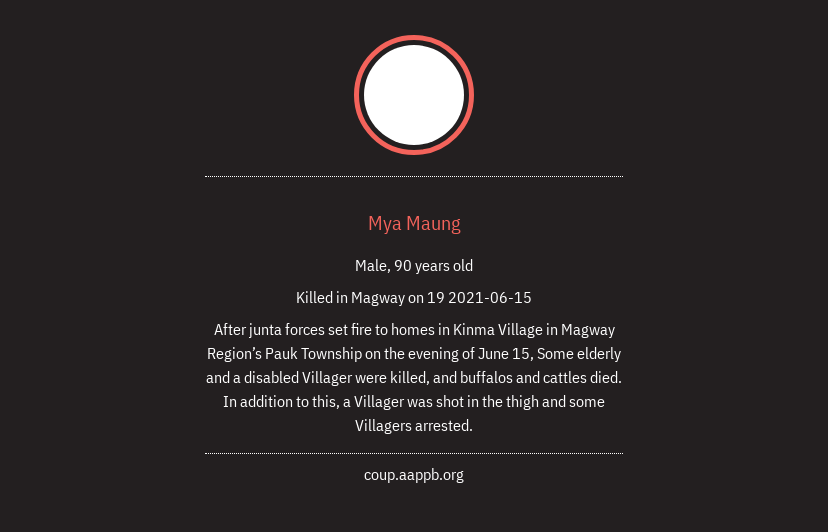 Mya Maung
Male, 90 years old
Killed in Magway on 19 2021-06-15
After junta forces set fire to homes in Kinma Village in Magway
Region’s Pauk Township on the evening of June 15, Some elderly
and a disabled Villager were killed, and buffalos and cattles died.
In addition to this, a Villager was shot in the thigh and some
Villagers arrested.
coup.aappb.org